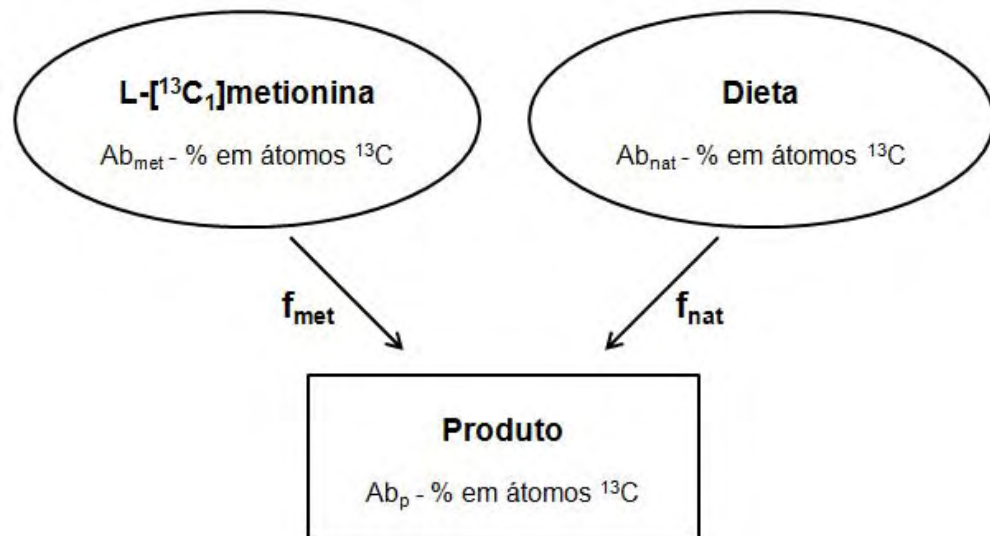 L-[¹³C₁]metionina
Ab_met - % em átomos ¹³C
Dieta
Ab_nat - % em átomos ¹³C
f_met
f_nat
Produto
Ab_p - % em átomos ¹³C